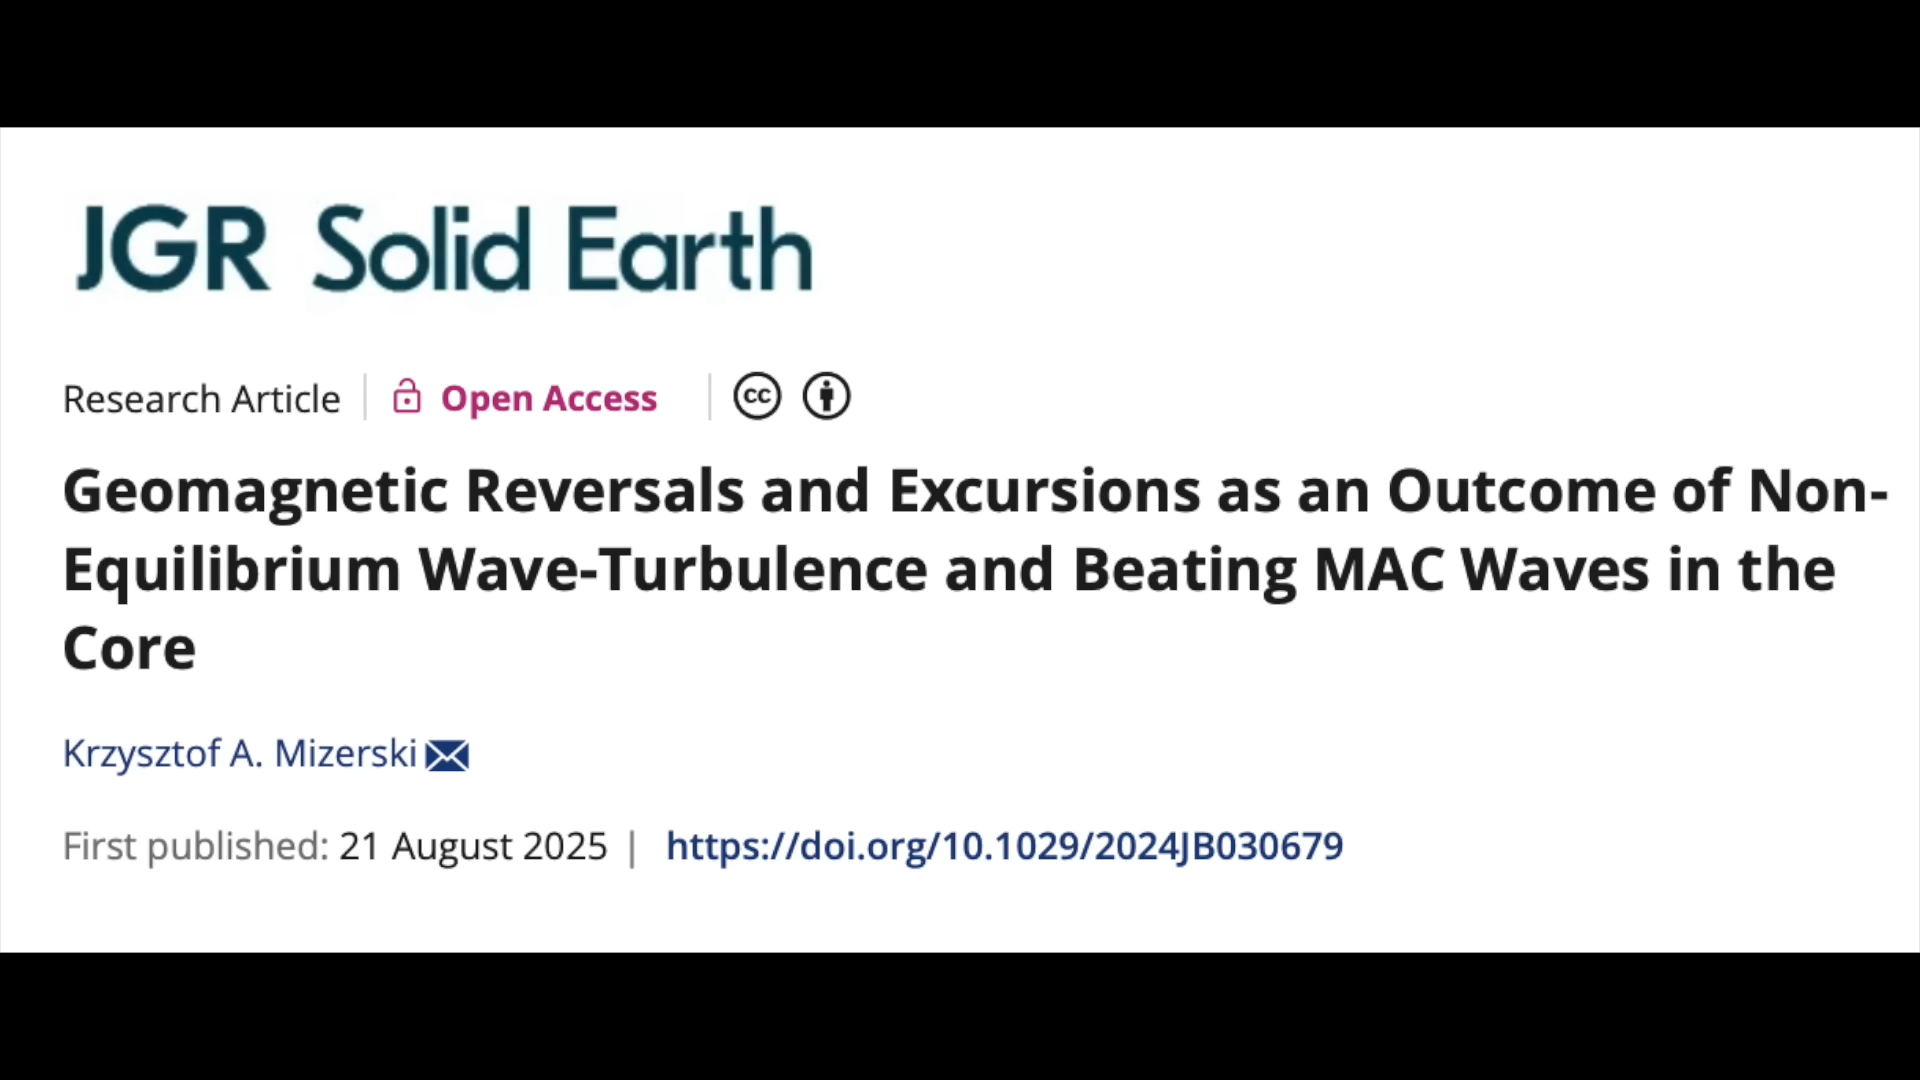 JGR Solid Earth
Research Article | Open Access | cc
Geomagnetic Reversals and Excursions as an Outcome of Non-
Equilibrium Wave-Turbulence and Beating MAC Waves in the
Core
Krzysztof A. Mizerski
First published: 21 August 2025 | https://doi.org/10.1029/2024JB030679